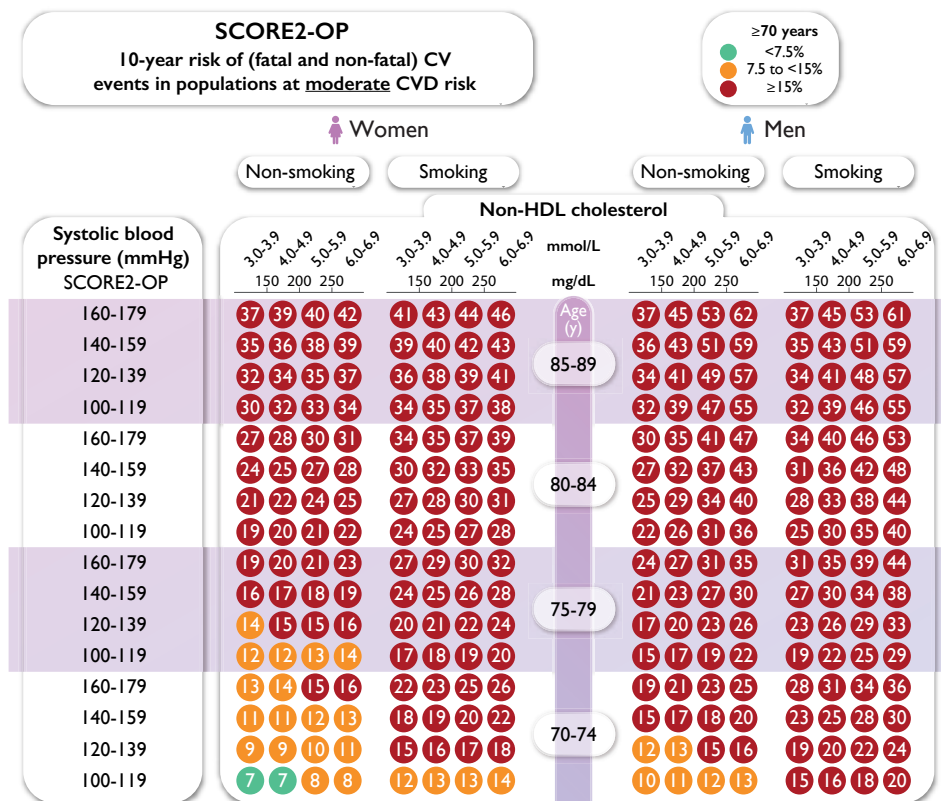 SCORE2-OP
10-year risk of (fatal and non-fatal) CV
events in populations at moderate CVD risk
≥70 years
<7.5%
7.5 to <15%
≥15%
Women
Men
Non-smoking
Smoking
Non-smoking
Smoking
Non-HDL cholesterol
Systolic blood
pressure (mmHg)
SCORE2-OP
3.0-3.9 4.0-4.9 5.0-5.9 6.0-6.9 3.0-3.9 4.0-4.9 5.0-5.9 6.0-6.9 mmol/L 3.0-3.9 4.0-4.9 5.0-5.9 6.0-6.9 3.0-3.9 4.0-4.9 5.0-5.9 6.0-6.9
150 200 250 150 200 250 mg/dL 150 200 250 150 200 250
Age
(y)
160-179 37 39 40 42 41 43 44 46 37 45 53 62 37 45 53 61
140-159 35 36 38 39 39 40 42 43 36 43 51 59 35 43 51 59
85-89
120-139 32 34 35 37 36 38 39 41 34 41 49 57 34 41 48 57
100-119 30 32 33 34 34 35 37 38 32 39 47 55 32 39 46 55
160-179 27 28 30 31 34 35 37 39 30 35 41 47 34 40 46 53
140-159 24 25 27 28 30 32 33 35 27 32 37 43 31 36 42 48
80-84
120-139 21 22 24 25 27 28 30 31 25 29 34 40 28 33 38 44
100-119 19 20 21 22 24 25 27 28 22 26 31 36 25 30 35 40
160-179 19 20 21 23 27 29 30 32 24 27 31 35 31 35 39 44
140-159 16 17 18 19 24 25 26 28 21 23 27 30 27 30 34 38
75-79
120-139 14 15 15 16 20 21 22 24 17 20 23 26 23 26 29 33
100-119 12 12 13 14 17 18 19 20 15 17 19 22 19 22 25 29
160-179 13 14 15 16 22 23 25 26 19 21 23 25 28 31 34 36
140-159 11 11 12 13 18 19 20 22 15 17 18 20 23 25 28 30
70-74
120-139 9 9 10 11 15 16 17 18 12 13 15 16 19 20 22 24
100-119 7 7 8 8 12 13 13 14 10 11 12 13 15 16 18 20